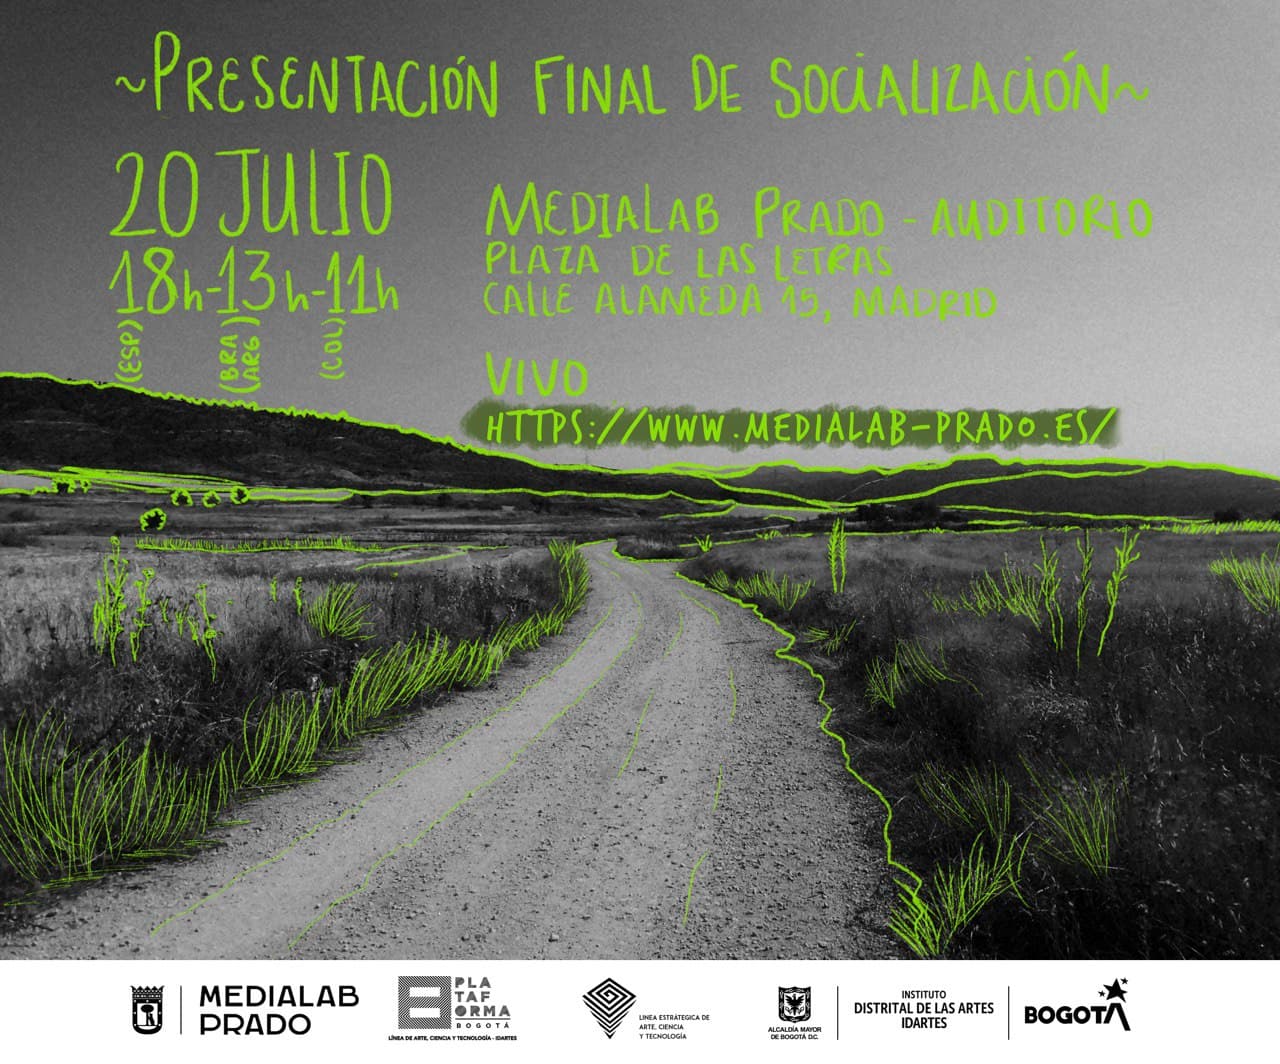 ~PRESENTACIÓN FINAL DE SOCIALIZACIÓN~
20 JULIO
18h-13h-11h
(ESP) (BRA ARG) (COL)
MEDIALAB PRADO - AUDITORIO
PLAZA DE LAS LETRAS
CALLE ALAMEDA 15, MADRID
VIVO
HTTPS://WWW.MEDIALAB-PRADO.ES/
MEDIALAB
PRADO
PLA
TAF
ORMA
BOGOTÁ
LÍNEA DE ARTE, CIENCIA Y TECNOLOGÍA - IDARTES
LINEA ESTRATÉGICA DE
ARTE, CIENCIA
Y TECNOLOGÍA
ALCALDÍA MAYOR
DE BOGOTÁ D.C.
INSTITUTO
DISTRITAL DE LAS ARTES
IDARTES
BOGOTÁ